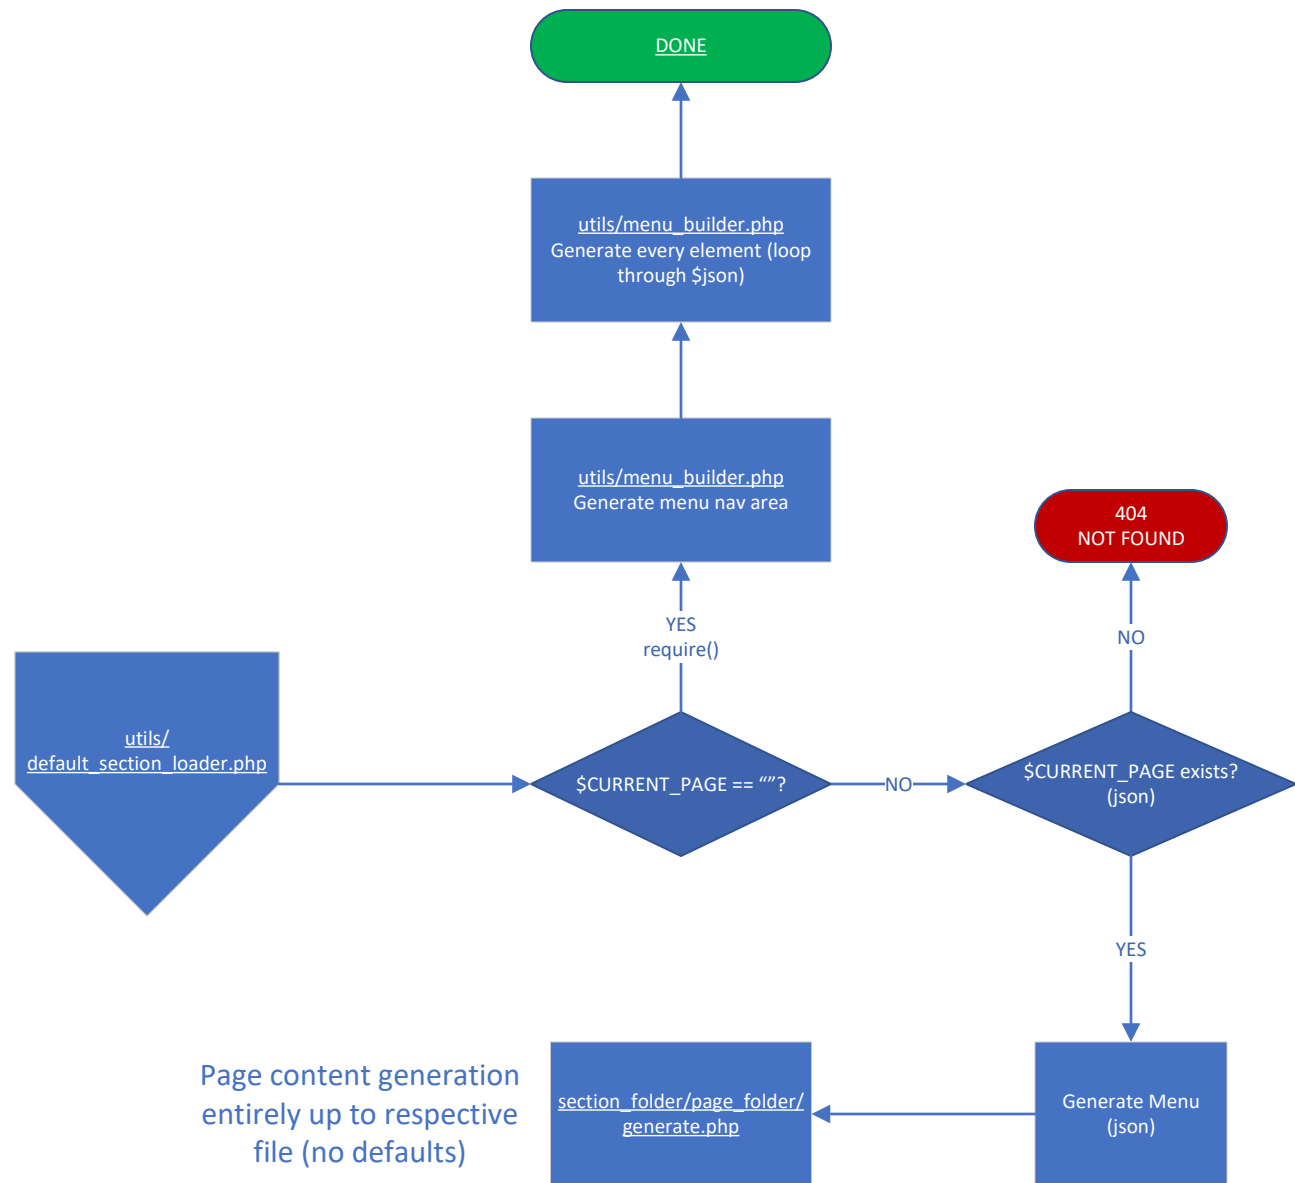 DONE
utils/menu_builder.php
Generate every element (loop
through $json)
utils/menu_builder.php
Generate menu nav area
404
NOT FOUND
YES
require()
NO
utils/
default_section_loader.php
$CURRENT_PAGE == “”?
NO
$CURRENT_PAGE exists?
(json)
YES
Page content generation
entirely up to respective
file (no defaults)
section_folder/page_folder/
generate.php
Generate Menu
(json)